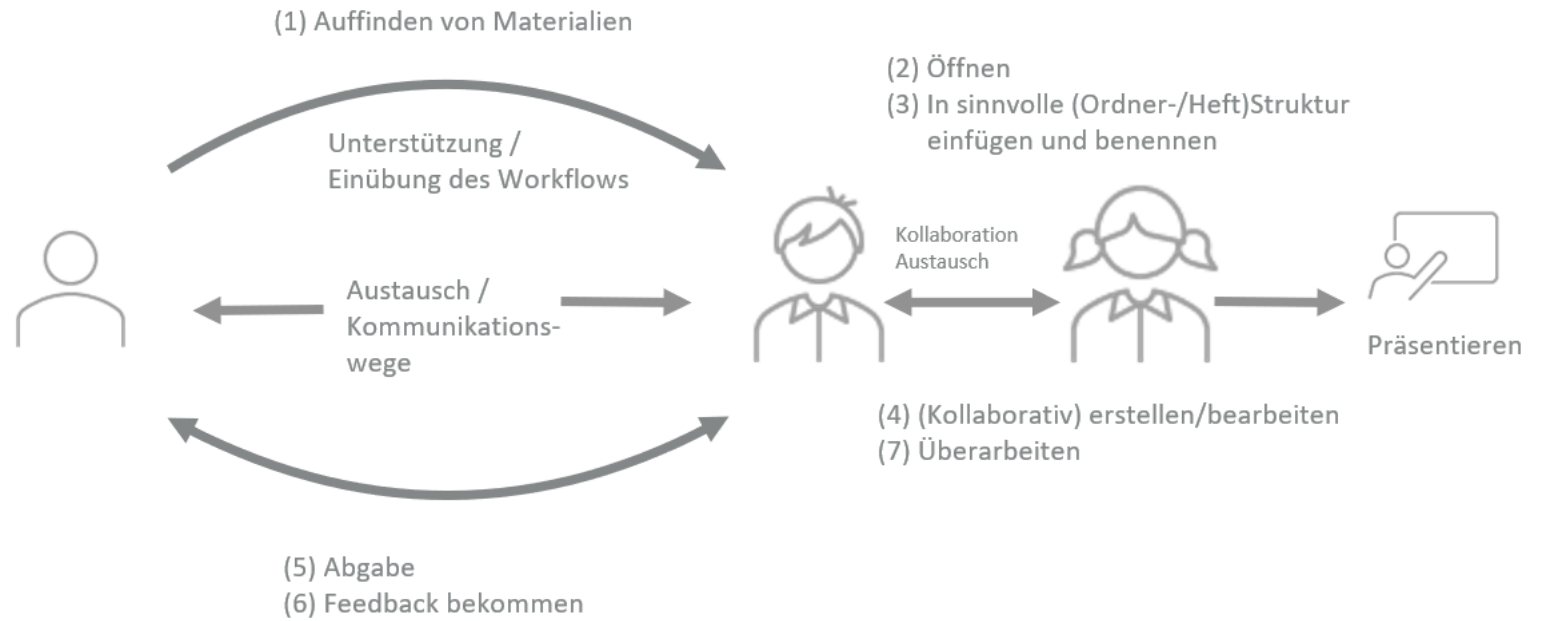 (1) Auffinden von Materialien
Unterstützung /
Einübung des Workflows
(2) Öffnen
(3) In sinnvolle (Ordner-/Heft)Struktur
einfügen und benennen
Austausch /
Kommunikations-
wege
Kollaboration
Austausch
Präsentieren
(4) (Kollaborativ) erstellen/bearbeiten
(7) Überarbeiten
(5) Abgabe
(6) Feedback bekommen